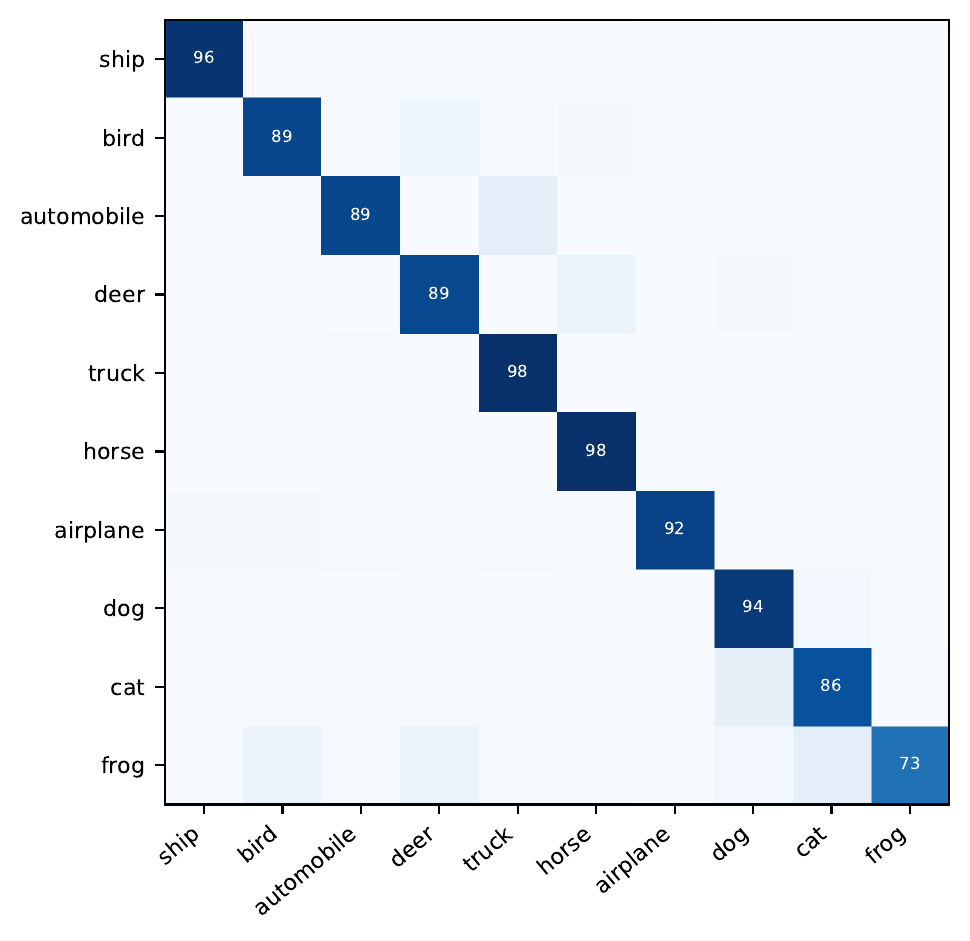 ship 96
bird 89
automobile 89
deer 89
truck 98
horse 98
airplane 92
dog 94
cat 86
frog 73
ship bird automobile deer truck horse airplane dog cat frog